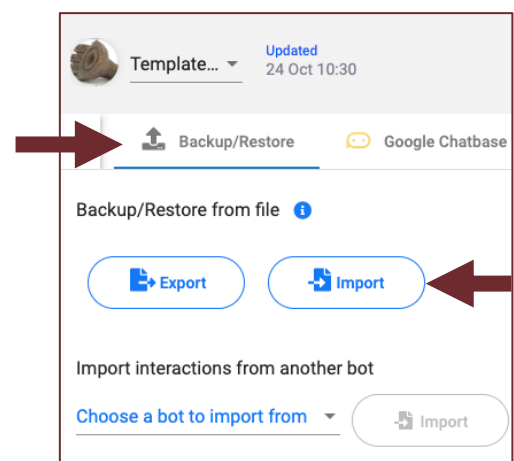 Template...
Updated
24 Oct 10:30
Backup/Restore
Google Chatbase
Backup/Restore from file
Export
Import
Import interactions from another bot
Choose a bot to import from
Import